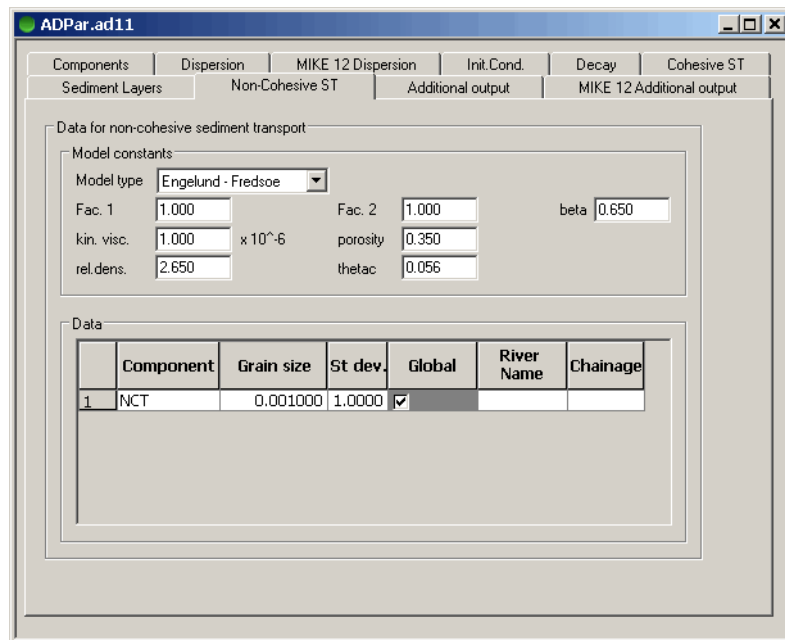 ADPar.ad11
Components Dispersion MIKE 12 Dispersion Init.Cond. Decay Cohesive ST
Sediment Layers Non-Cohesive ST Additional output MIKE 12 Additional output
Data for non-cohesive sediment transport
Model constants
Model type Engelund - Fredsoe
Fac. 1 1.000 Fac. 2 1.000 beta 0.650
kin. visc. 1.000 x 10^-6 porosity 0.350
rel.dens. 2.650 thetac 0.056
Data
Component Grain size St dev. Global River Name Chainage
1 NCT 0.001000 1.0000